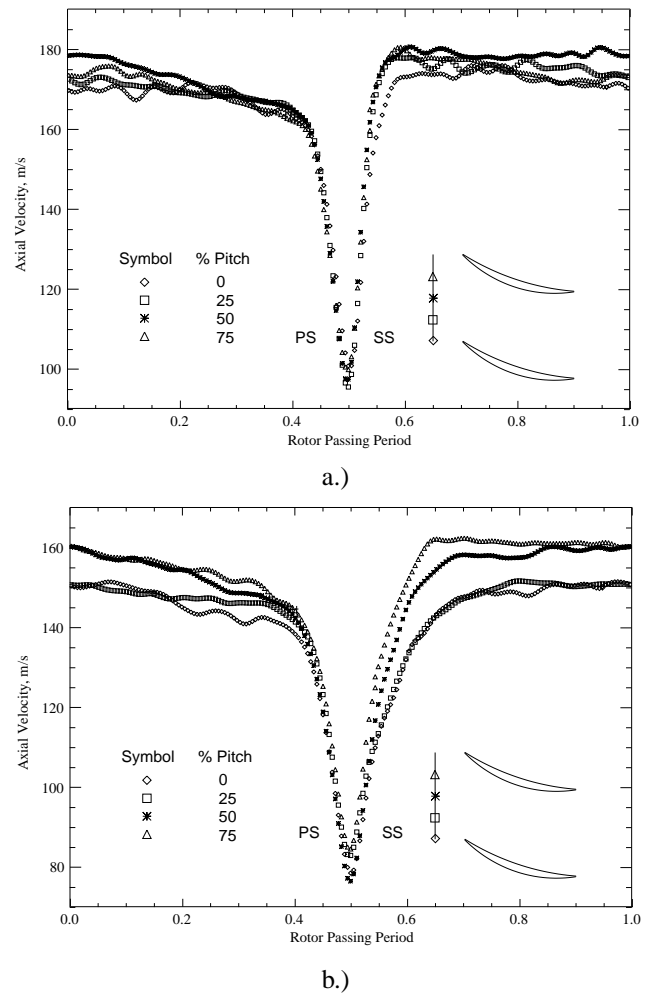 180
160
140
120
100
Axial Velocity, m/s
Symbol % Pitch
0
25
50
75
PS SS
0.0 0.2 0.4 0.6 0.8 1.0
Rotor Passing Period
a.)
160
140
120
100
80
Axial Velocity, m/s
Symbol % Pitch
0
25
50
75
PS SS
0.0 0.2 0.4 0.6 0.8 1.0
Rotor Passing Period
b.)